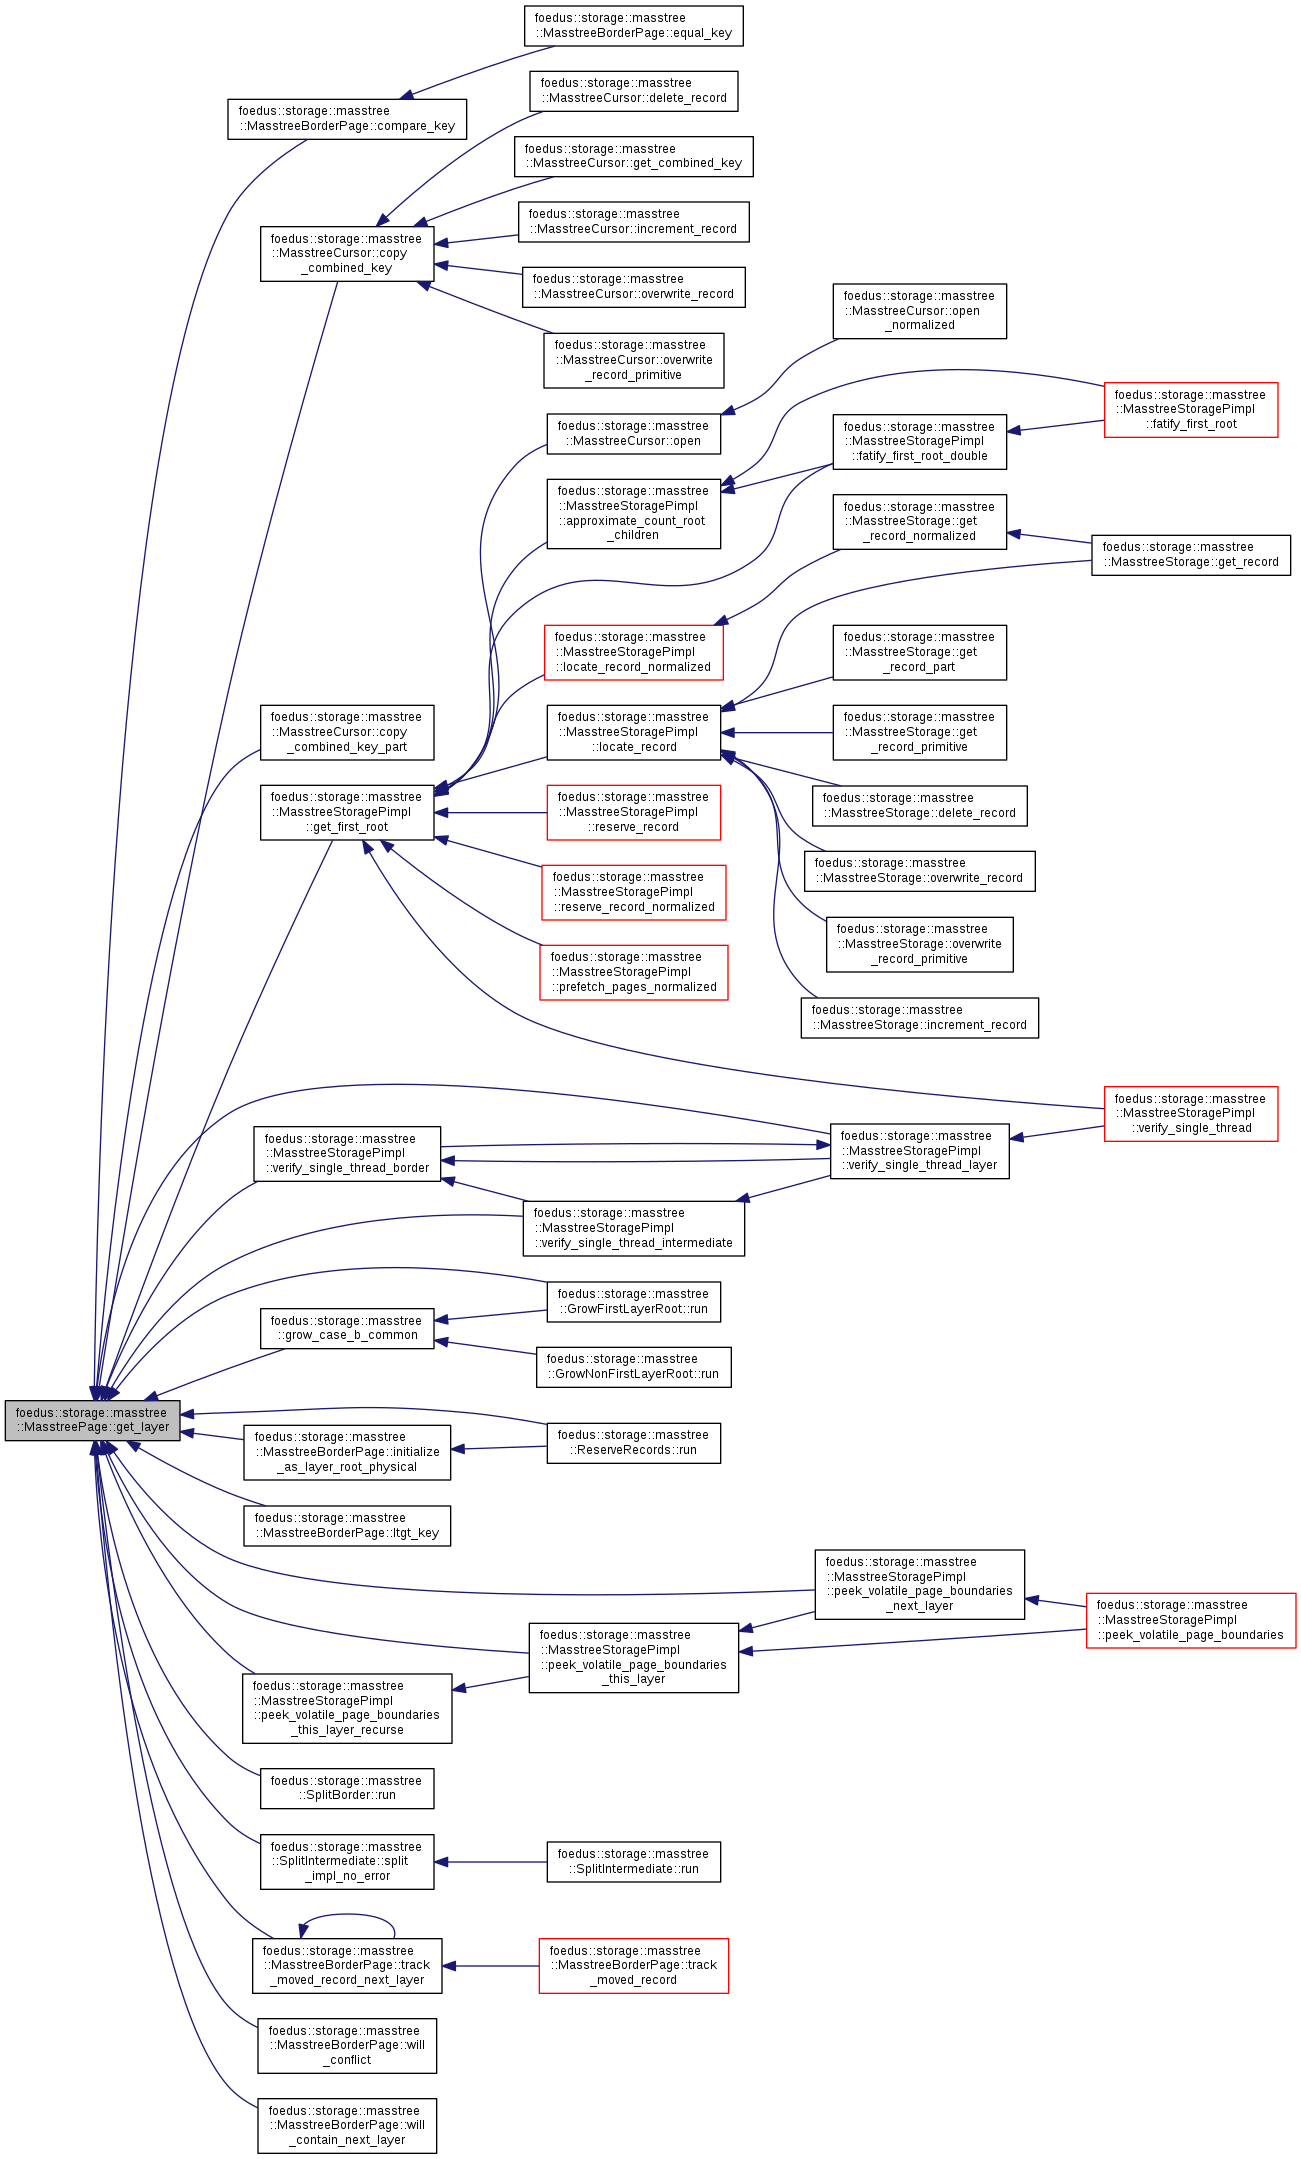 foedus::storage::masstree
::MasstreeBorderPage::equal_key
foedus::storage::masstree
::MasstreeCursor::delete_record
foedus::storage::masstree
::MasstreeBorderPage::compare_key
foedus::storage::masstree
::MasstreeCursor::get_combined_key
foedus::storage::masstree
::MasstreeCursor::increment_record
foedus::storage::masstree
::MasstreeCursor::copy
_combined_key
foedus::storage::masstree
::MasstreeCursor::overwrite_record
foedus::storage::masstree
::MasstreeCursor::open
_normalized
foedus::storage::masstree
::MasstreeCursor::overwrite
_record_primitive
foedus::storage::masstree
::MasstreeStoragePimpl
::fatify_first_root
foedus::storage::masstree
::MasstreeCursor::open
foedus::storage::masstree
::MasstreeStoragePimpl
::fatify_first_root_double
foedus::storage::masstree
::MasstreeStoragePimpl
::approximate_count_root
_children
foedus::storage::masstree
::MasstreeStorage::get
_record_normalized
foedus::storage::masstree
::MasstreeStorage::get_record
foedus::storage::masstree
::MasstreeStoragePimpl
::locate_record_normalized
foedus::storage::masstree
::MasstreeStorage::get
_record_part
foedus::storage::masstree
::MasstreeCursor::copy
_combined_key_part
foedus::storage::masstree
::MasstreeStoragePimpl
::locate_record
foedus::storage::masstree
::MasstreeStorage::get
_record_primitive
foedus::storage::masstree
::MasstreeStoragePimpl
::get_first_root
foedus::storage::masstree
::MasstreeStoragePimpl
::reserve_record
foedus::storage::masstree
::MasstreeStorage::delete_record
foedus::storage::masstree
::MasstreeStorage::overwrite_record
foedus::storage::masstree
::MasstreeStoragePimpl
::reserve_record_normalized
foedus::storage::masstree
::MasstreeStorage::overwrite
_record_primitive
foedus::storage::masstree
::MasstreeStoragePimpl
::prefetch_pages_normalized
foedus::storage::masstree
::MasstreeStorage::increment_record
foedus::storage::masstree
::MasstreeStoragePimpl
::verify_single_thread
foedus::storage::masstree
::MasstreeStoragePimpl
::verify_single_thread_border
foedus::storage::masstree
::MasstreeStoragePimpl
::verify_single_thread_layer
foedus::storage::masstree
::MasstreeStoragePimpl
::verify_single_thread_intermediate
foedus::storage::masstree
::GrowFirstLayerRoot::run
foedus::storage::masstree
::grow_case_b_common
foedus::storage::masstree
::GrowNonFirstLayerRoot::run
foedus::storage::masstree
::MasstreePage::get_layer
foedus::storage::masstree
::ReserveRecords::run
foedus::storage::masstree
::MasstreeBorderPage::initialize
_as_layer_root_physical
foedus::storage::masstree
::MasstreeBorderPage::ltgt_key
foedus::storage::masstree
::MasstreeStoragePimpl
::peek_volatile_page_boundaries
_next_layer
foedus::storage::masstree
::MasstreeStoragePimpl
::peek_volatile_page_boundaries
foedus::storage::masstree
::MasstreeStoragePimpl
::peek_volatile_page_boundaries
_this_layer
foedus::storage::masstree
::MasstreeStoragePimpl
::peek_volatile_page_boundaries
_this_layer_recurse
foedus::storage::masstree
::SplitBorder::run
foedus::storage::masstree
::SplitIntermediate::split
_impl_no_error
foedus::storage::masstree
::SplitIntermediate::run
foedus::storage::masstree
::MasstreeBorderPage::track
_moved_record_next_layer
foedus::storage::masstree
::MasstreeBorderPage::track
_moved_record
foedus::storage::masstree
::MasstreeBorderPage::will
_conflict
foedus::storage::masstree
::MasstreeBorderPage::will
_contain_next_layer